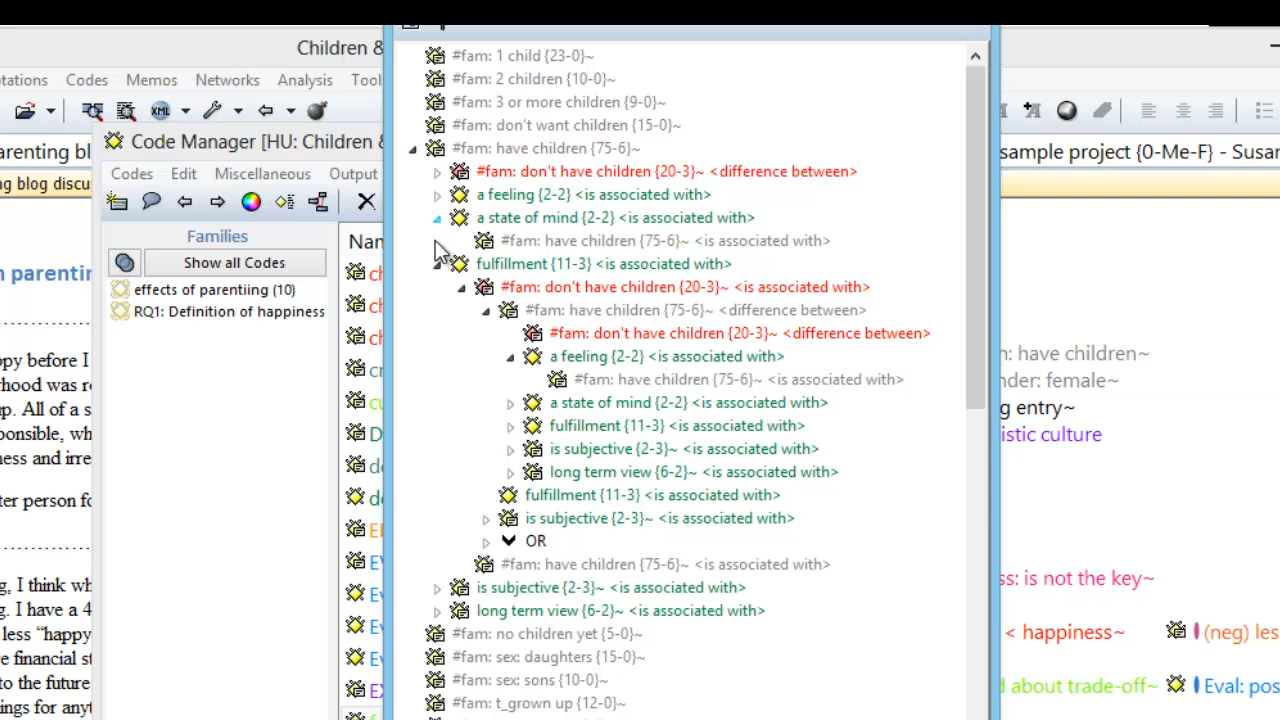 Children &
tations Codes Memos Networks Analysis Tool
XML
A A
arenting bl
sample project {0-Me-F} - Susan
ng blog discus
Code Manager [HU: Children &
Codes Edit Miscellaneous Output
Families
Show all Codes
effects of parentiing (10)
RQ1: Definition of happiness
Nan
#fam: 1 child {23-0}~
#fam: 2 children {10-0}~
#fam: 3 or more children {9-0}~
#fam: don't want children {15-0}~
#fam: have children {75-6}~
#fam: don't have children {20-3}~ <difference between>
a feeling {2-2} <is associated with>
a state of mind {2-2} <is associated with>
#fam: have children {75-6}~ <is associated with>
fulfillment {11-3} <is associated with>
#fam: don't have children {20-3}~ <is associated with>
#fam: have children {75-6}~ <difference between>
#fam: don't have children {20-3}~ <difference between>
a feeling {2-2} <is associated with>
#fam: have children {75-6}~ <is associated with>
a state of mind {2-2} <is associated with>
fulfillment {11-3} <is associated with>
is subjective {2-3}~ <is associated with>
long term view {6-2}~ <is associated with>
fulfillment {11-3} <is associated with>
is subjective {2-3}~ <is associated with>
OR
#fam: have children {75-6}~ <is associated with>
is subjective {2-3}~ <is associated with>
long term view {6-2}~ <is associated with>
#fam: no children yet {5-0}~
#fam: sex: daughters {15-0}~
#fam: sex: sons {10-0}~
#fam: t_grown up {12-0}~
n parentin
ppy before I
rhood was re
up. All of a s
ponsible, wh
ness and irre
ter person fo
g, I think wh
g. I have a 4
less “happy
e financial st
to the future
ings for anyt
: have children~
nder: female~
g entry~
istic culture
ss: is not the key~
< happiness~ (neg) les
d about trade-off~ Eval: pos